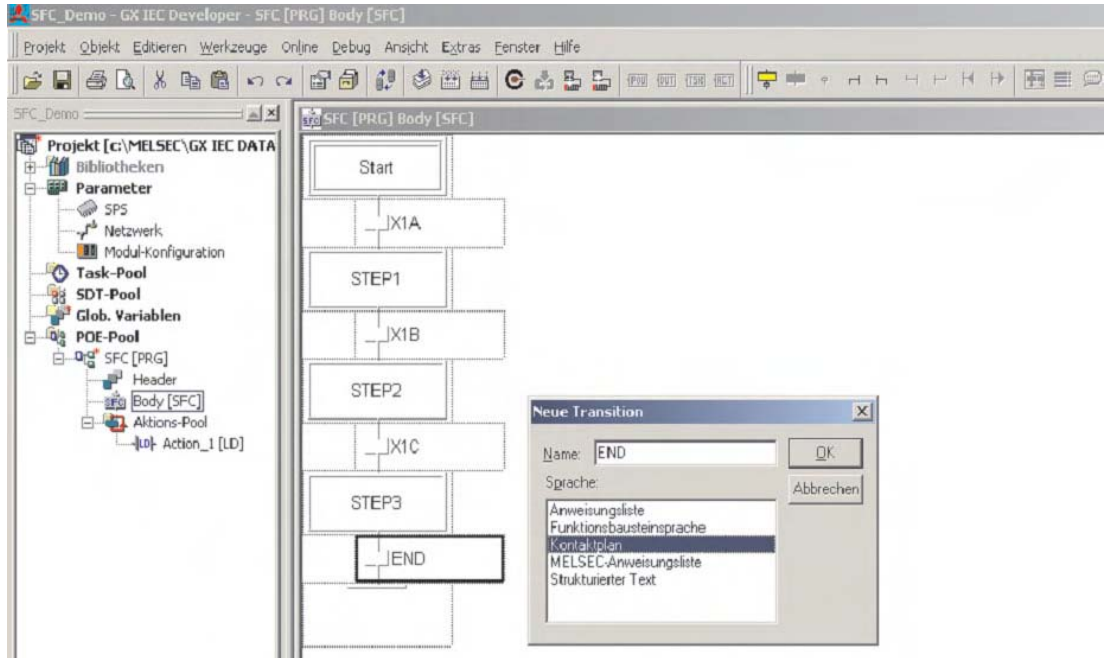 SFC_Demo - GX IEC Developer - SFC [PRG] Body [SFC]
Projekt Objekt Editieren Werkzeuge Online Debug Ansicht Extras Fenster Hilfe
SFC_Demo
Projekt [c:\MELSEC\GX IEC DATA
Bibliotheken
Parameter
SPS
Netzwerk
Modul-Konfiguration
Task-Pool
SDT-Pool
Glob. Variablen
POE-Pool
SFC [PRG]
Header
Body [SFC]
Aktions-Pool
Action_1 [LD]
SFC [PRG] Body [SFC]
Start
X1A
STEP1
X1B
STEP2
X1C
STEP3
END
Neue Transition
Name: END
OK
Sprache:
Abbrechen
Anweisungsliste
Funktionsbausteinsprache
Kontaktplan
MELSEC-Anweisungsliste
Strukturierter Text